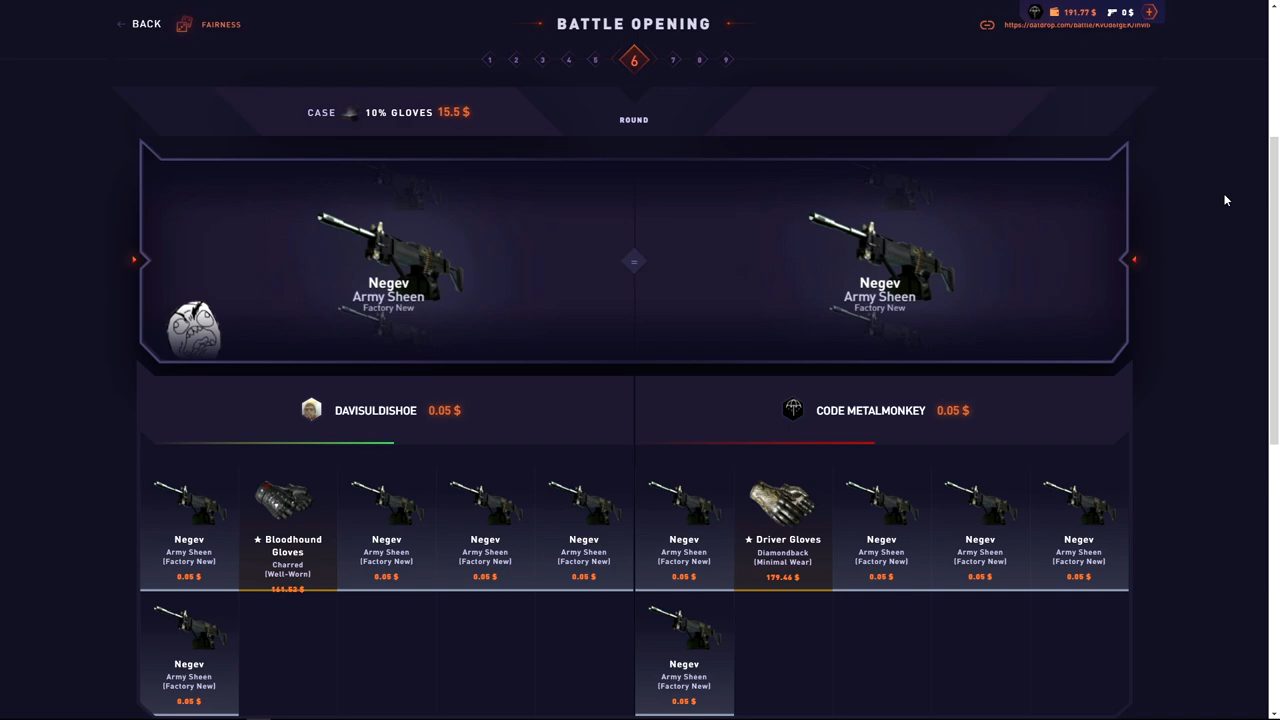 BACK
FAIRNESS
BATTLE OPENING
191.77 $
0 $
1 2 3 4 5 6 7 8 9
CASE 10% GLOVES 15.5 $
ROUND
Negev
Army Sheen
Factory New
=
Negev
Army Sheen
Factory New
DAVISULDISHOE 0.05 $
CODE METALMONKEY 0.05 $
Negev
Army Sheen
[Factory New]
0.05 $
★ Bloodhound
Gloves
Charred
[Well-Worn]
161.52 $
Negev
Army Sheen
[Factory New]
0.05 $
Negev
Army Sheen
[Factory New]
0.05 $
Negev
Army Sheen
[Factory New]
0.05 $
Negev
Army Sheen
[Factory New]
0.05 $
★ Driver Gloves
Diamondback
[Minimal Wear]
179.46 $
Negev
Army Sheen
[Factory New]
0.05 $
Negev
Army Sheen
[Factory New]
0.05 $
Negev
Army Sheen
[Factory New]
0.05 $
Negev
Army Sheen
[Factory New]
0.05 $
Negev
Army Sheen
[Factory New]
0.05 $